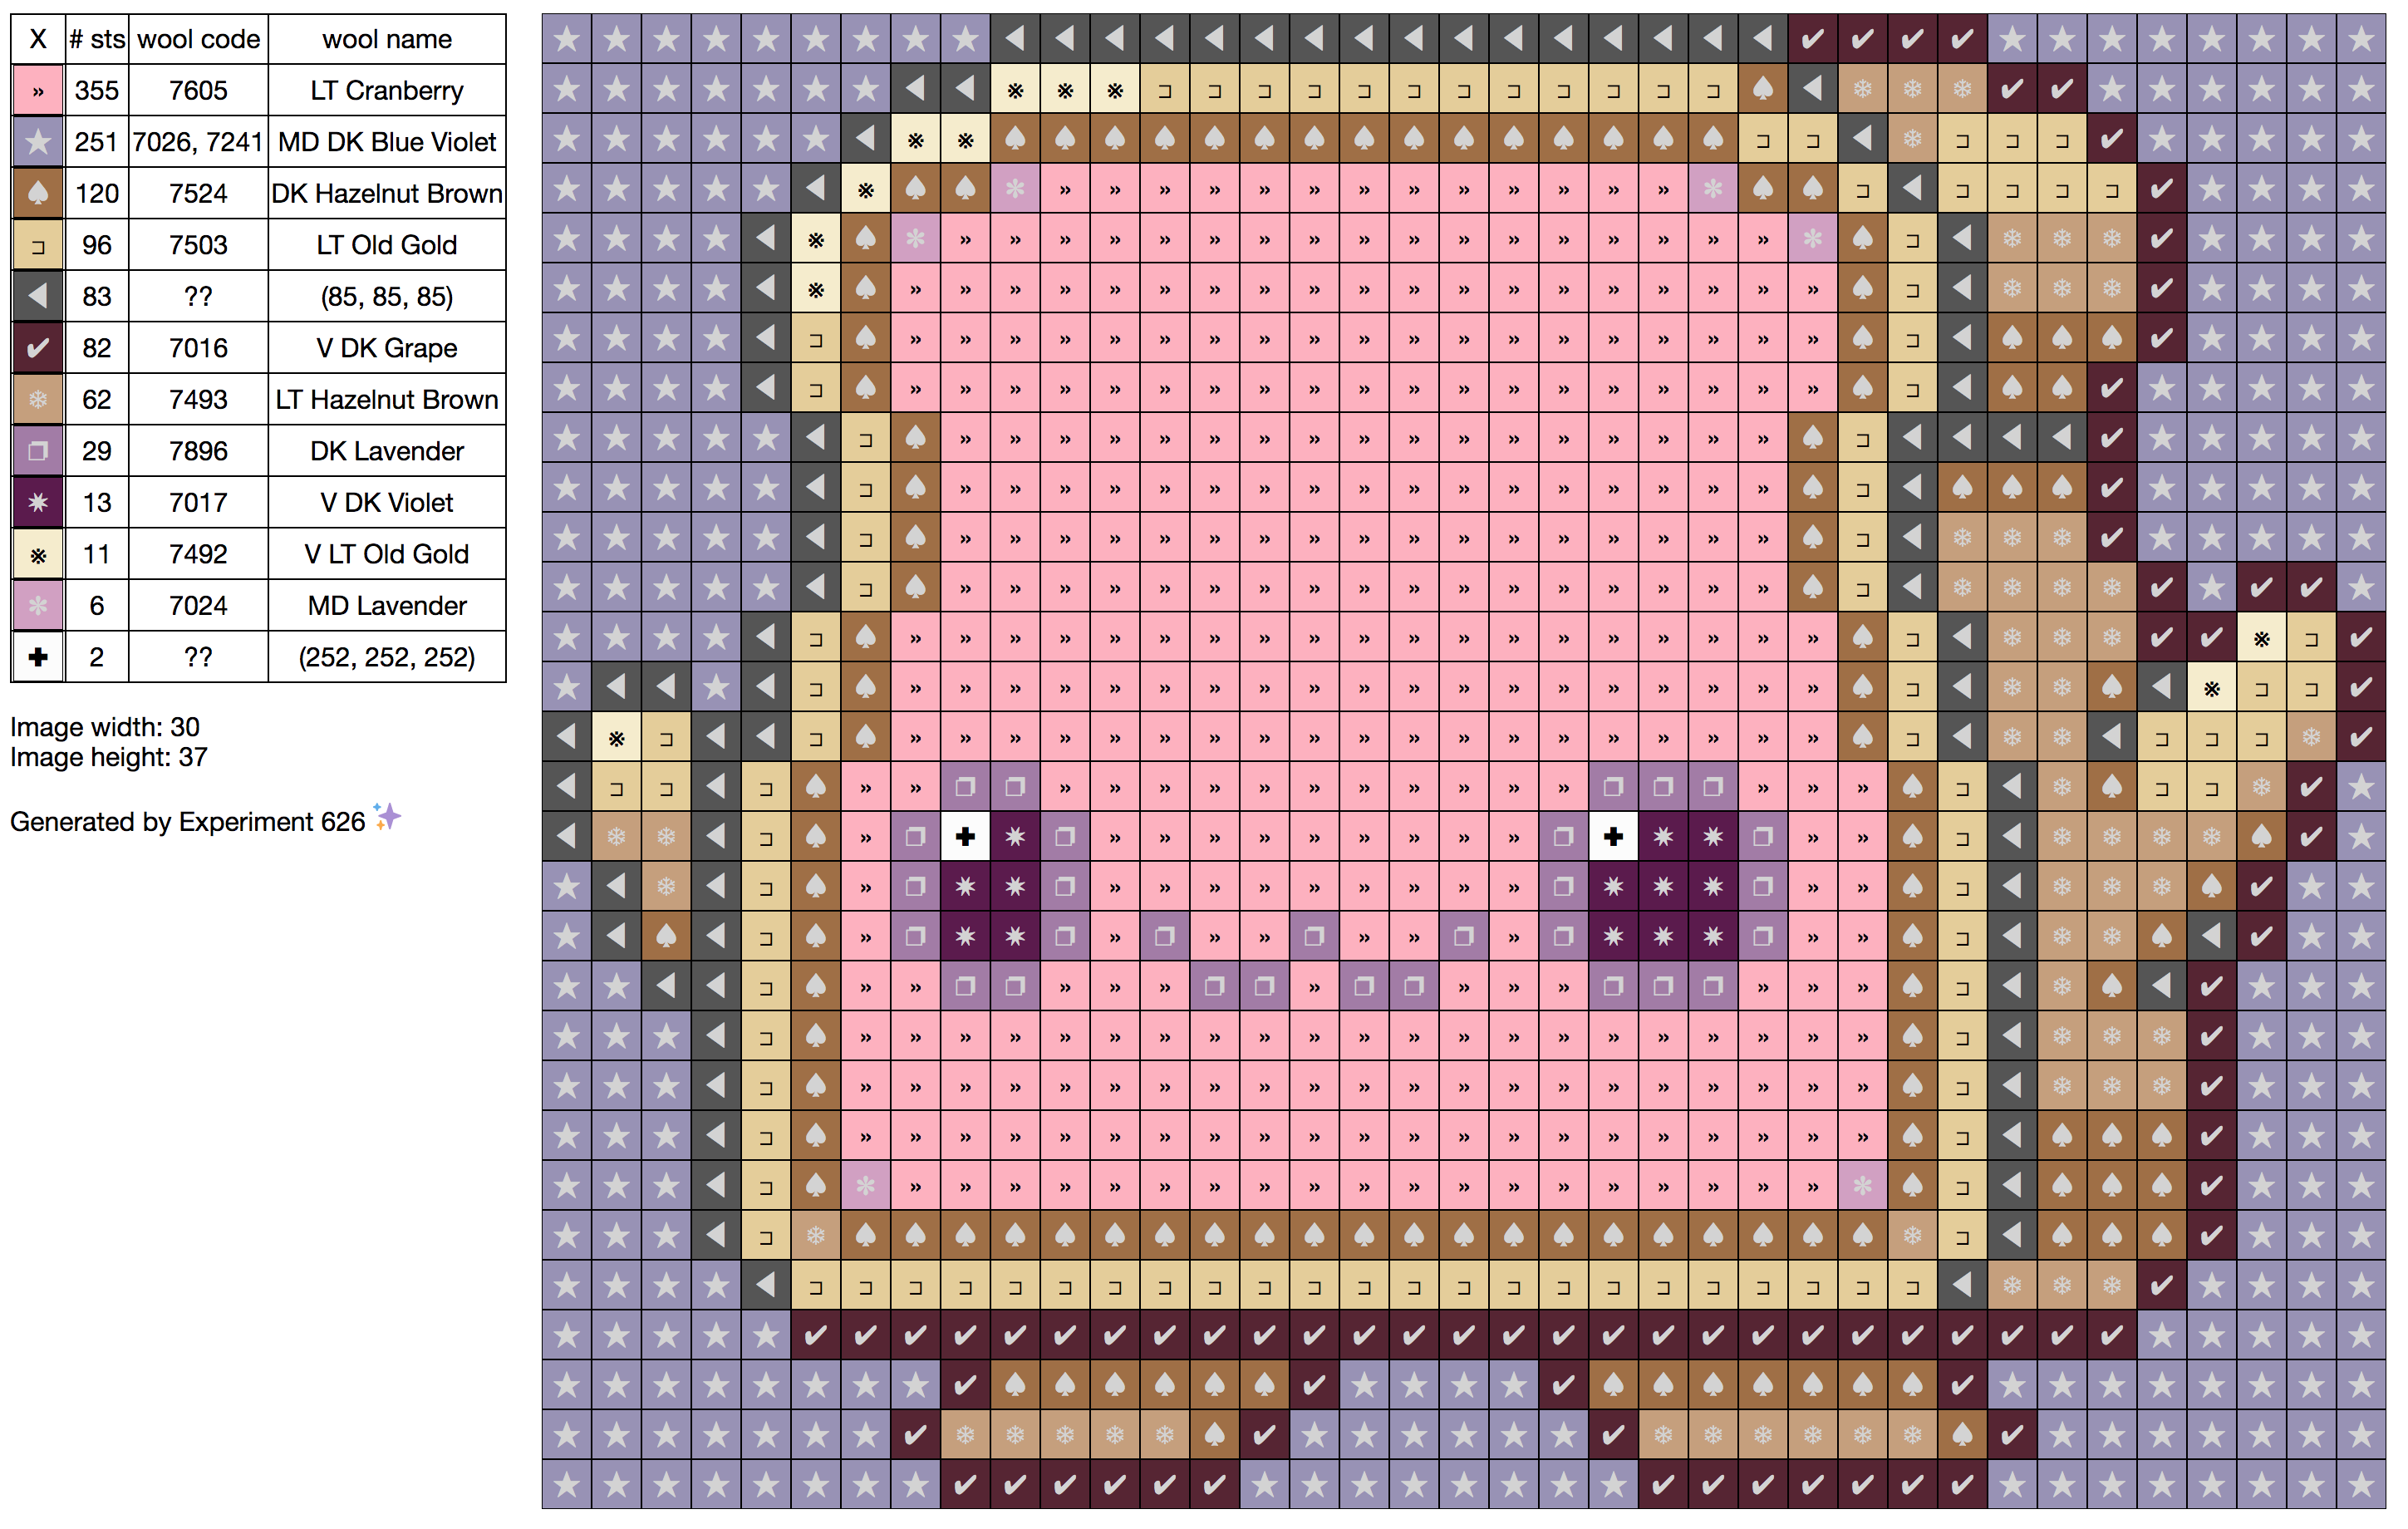 X # sts wool code wool name
» 355 7605 LT Cranberry
★ 251 7026, 7241 MD DK Blue Violet
♠ 120 7524 DK Hazelnut Brown
⊐ 96 7503 LT Old Gold
◀ 83 ?? (85, 85, 85)
✔ 82 7016 V DK Grape
❄ 62 7493 LT Hazelnut Brown
❐ 29 7896 DK Lavender
✷ 13 7017 V DK Violet
※ 11 7492 V LT Old Gold
✻ 6 7024 MD Lavender
✚ 2 ?? (252, 252, 252)
Image width: 30
Image height: 37
Generated by Experiment 626 ✨